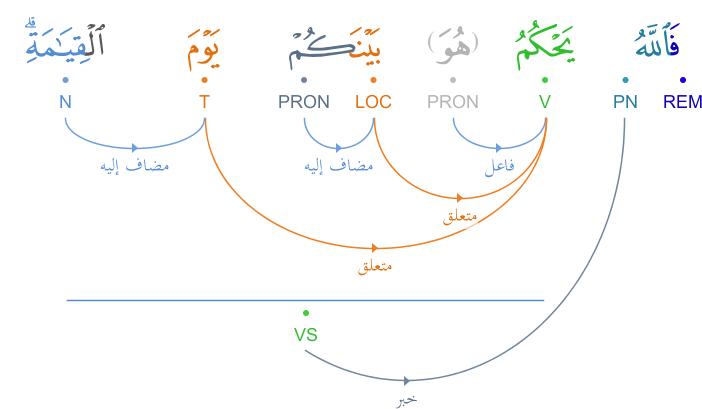 فَٱللَّهُ يَحْكُمُ (هُوَ) بَيْنَكُمْ يَوْمَ ٱلْقِيَـٰمَةِ ۗ
REM PN V PRON LOC PRON T N
فاعل مضاف إليه مضاف إليه
متعلق
متعلق
VS
خبر